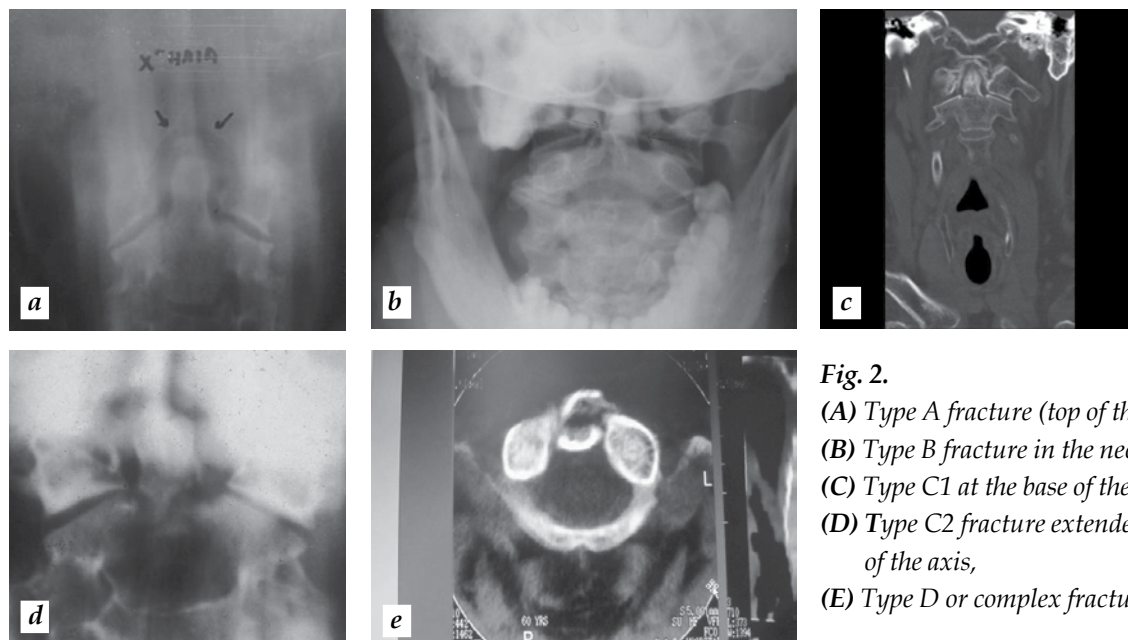 a
b
c
d
e
L
60 YRS
Fig. 2.
(A) Type A fracture (top of th
(B) Type B fracture in the nec
(C) Type C1 at the base of the
(D) Type C2 fracture extende
of the axis,
(E) Type D or complex fractu